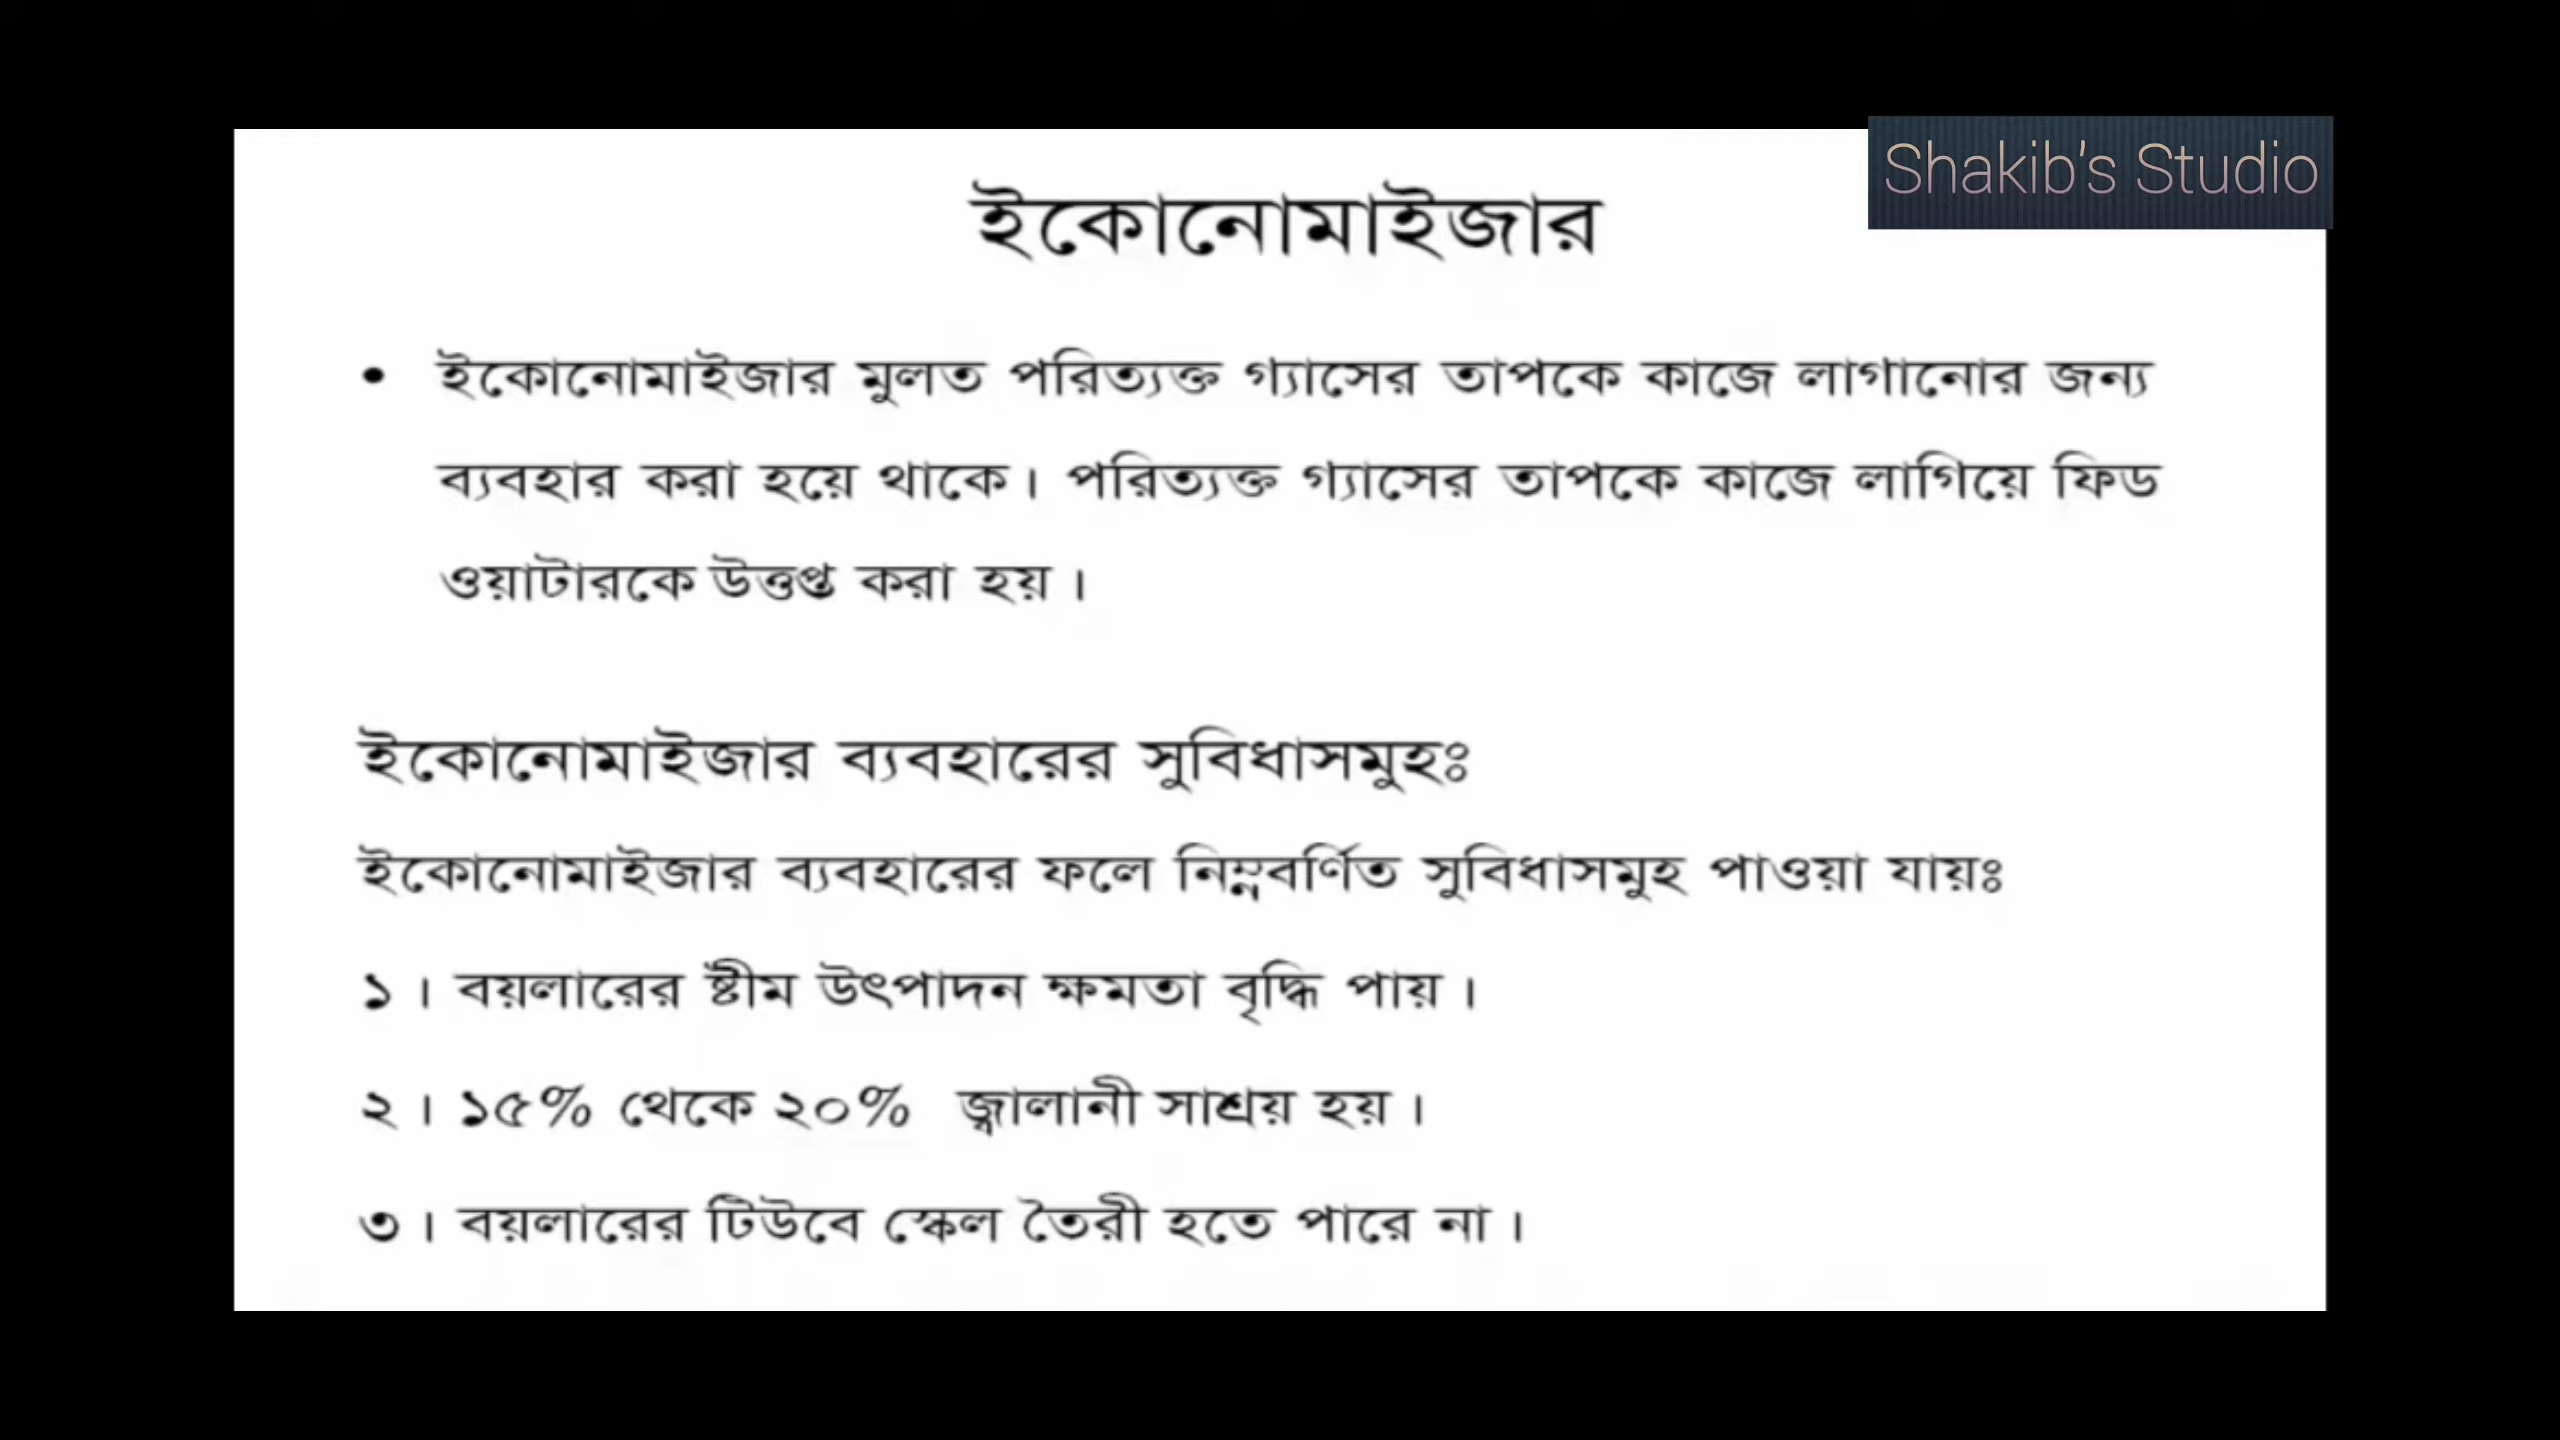 Shakib's Studio
ইকোনোমাইজার
• ইকোনোমাইজার মুলত পরিত্যক্ত গ্যাসের তাপকে কাজে লাগানোর জন্য
ব্যবহার করা হয়ে থাকে। পরিত্যক্ত গ্যাসের তাপকে কাজে লাগিয়ে ফিড
ওয়াটারকে উত্তপ্ত করা হয়।
ইকোনোমাইজার ব্যবহারের সুবিধাসমুহঃ
ইকোনোমাইজার ব্যবহারের ফলে নিম্নবর্ণিত সুবিধাসমুহ পাওয়া যায়ঃ
১। বয়লারের ষ্টীম উৎপাদন ক্ষমতা বৃদ্ধি পায়।
২। ১৫% থেকে ২০% জ্বালানী সাশ্রয় হয়।
৩। বয়লারের টিউবে স্কেল তৈরী হতে পারে না।